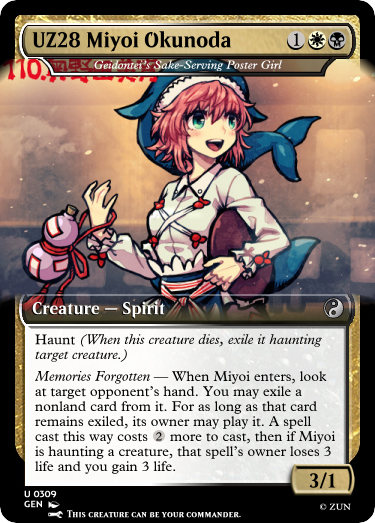 UZ28 Miyoi Okunoda 1
Geidontei's Sake-Serving Poster Girl
110.
Creature — Spirit
Haunt (When this creature dies, exile it haunting
target creature.)
Memories Forgotten — When Miyoi enters, look
at target opponent's hand. You may exile a
nonland card from it. For as long as that card
remains exiled, its owner may play it. A spell
cast this way costs 2 more to cast, then if Miyoi
is haunting a creature, that spell's owner loses 3
life and you gain 3 life.
3/1
U 0309
GEN
THIS CREATURE CAN BE YOUR COMMANDER.
© ZUN